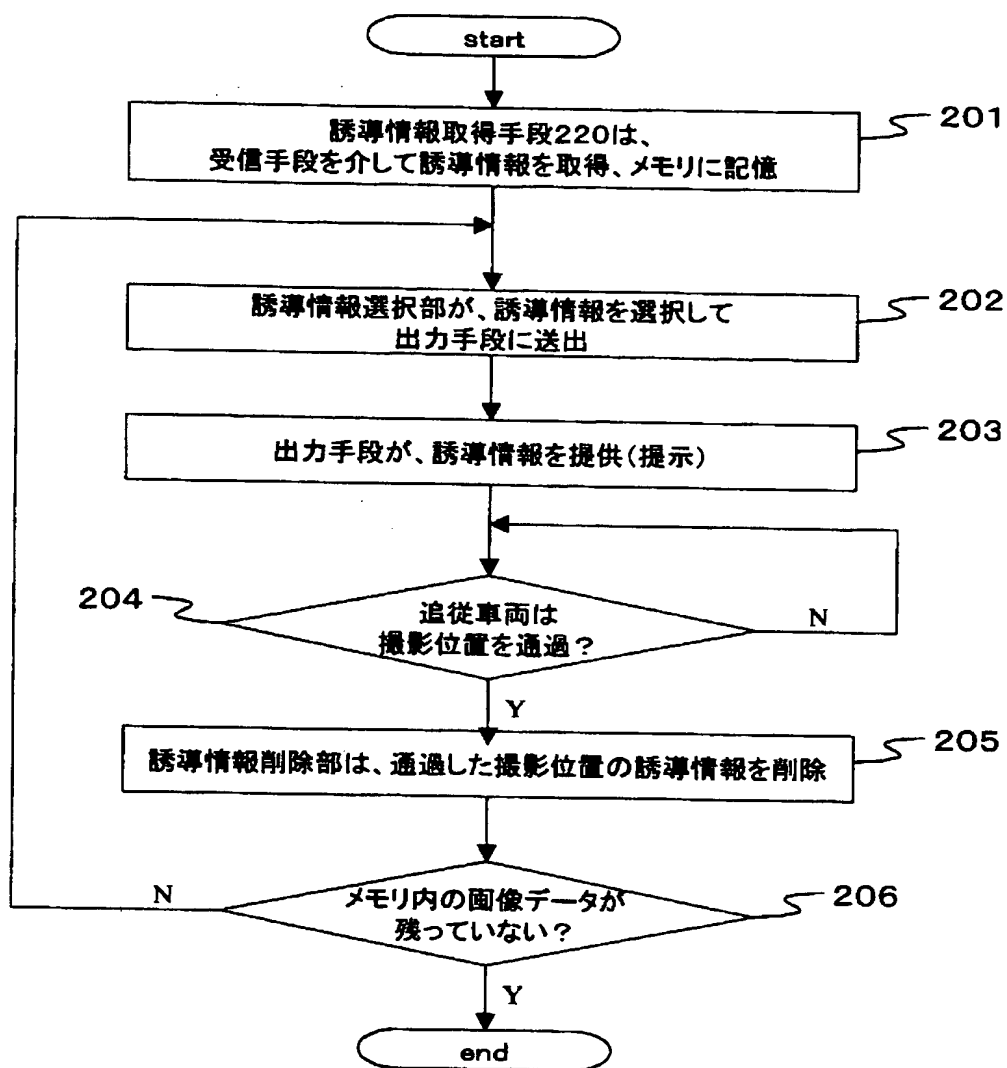 start
誘導情報取得手段220は、
受信手段を介して誘導情報を取得、メモリに記憶
201
誘導情報選択部が、誘導情報を選択して
出力手段に送出
202
出力手段が、誘導情報を提供(提示)
203
204
追従車両は
撮影位置を通過?
N
Y
誘導情報削除部は、通過した撮影位置の誘導情報を削除
205
N
メモリ内の画像データが
残っていない?
206
Y
end